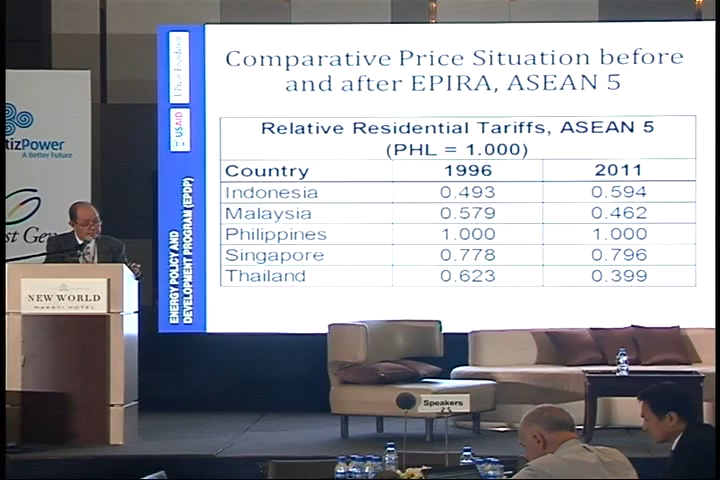 Comparative Price Situation before
and after EPIRA, ASEAN 5
Relative Residential Tariffs, ASEAN 5
(PHL = 1.000)
Country 1996 2011
Indonesia 0.493 0.594
Malaysia 0.579 0.462
Philippines 1.000 1.000
Singapore 0.778 0.796
Thailand 0.623 0.399
USAID
ENERGY POLICY AND
DEVELOPMENT PROGRAM (EPDP)
tizPower
A Better Future
st Gen
NEW WORLD
MAKATI HOTEL
Speakers